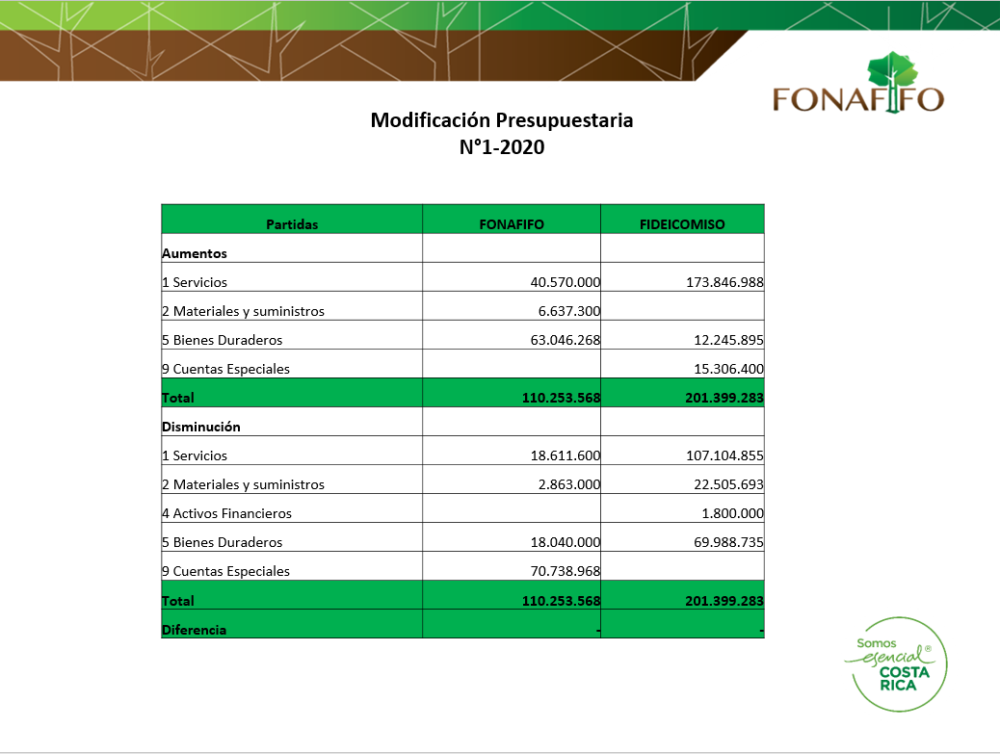 FONAFIFO
Modificación Presupuestaria
N°1-2020
Partidas FONAFIFO FIDEICOMISO
Aumentos
1 Servicios 40.570.000 173.846.988
2 Materiales y suministros 6.637.300
5 Bienes Duraderos 63.046.268 12.245.895
9 Cuentas Especiales 15.306.400
Total 110.253.568 201.399.283
Disminución
1 Servicios 18.611.600 107.104.855
2 Materiales y suministros 2.863.000 22.505.693
4 Activos Financieros 1.800.000
5 Bienes Duraderos 18.040.000 69.988.735
9 Cuentas Especiales 70.738.968
Total 110.253.568 201.399.283
Diferencia - -
Somos
esencial®
COSTA
RICA